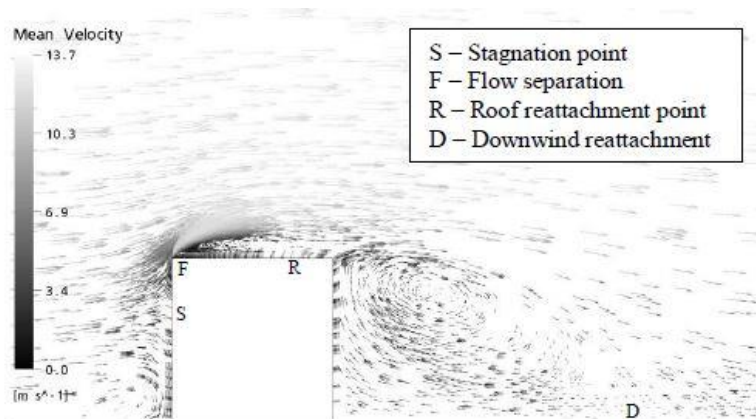 Mean Velocity
13.7
10.3
6.9
3.4
0.0
[m s^-1]
S – Stagnation point
F – Flow separation
R – Roof reattachment point
D – Downwind reattachment
F
R
S
D